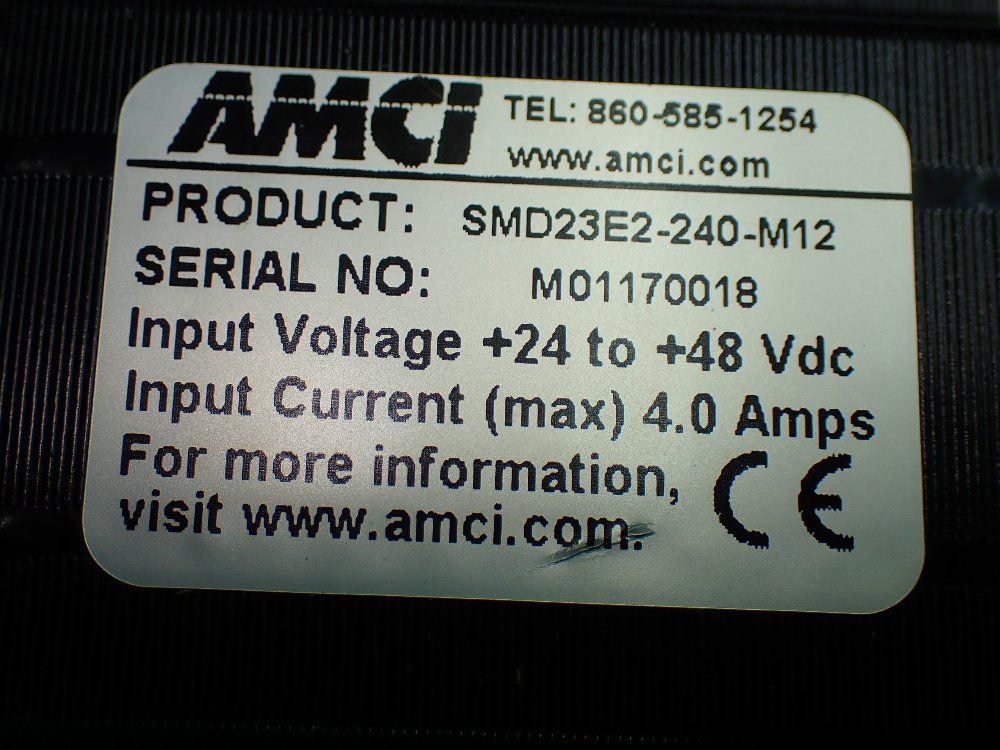 AMCI
TEL: 860-585-1254
www.amci.com
PRODUCT: SMD23E2-240-M12
SERIAL NO: M01170018
Input Voltage +24 to +48 Vdc
Input Current (max) 4.0 Amps
For more information,
visit www.amci.com.
CE